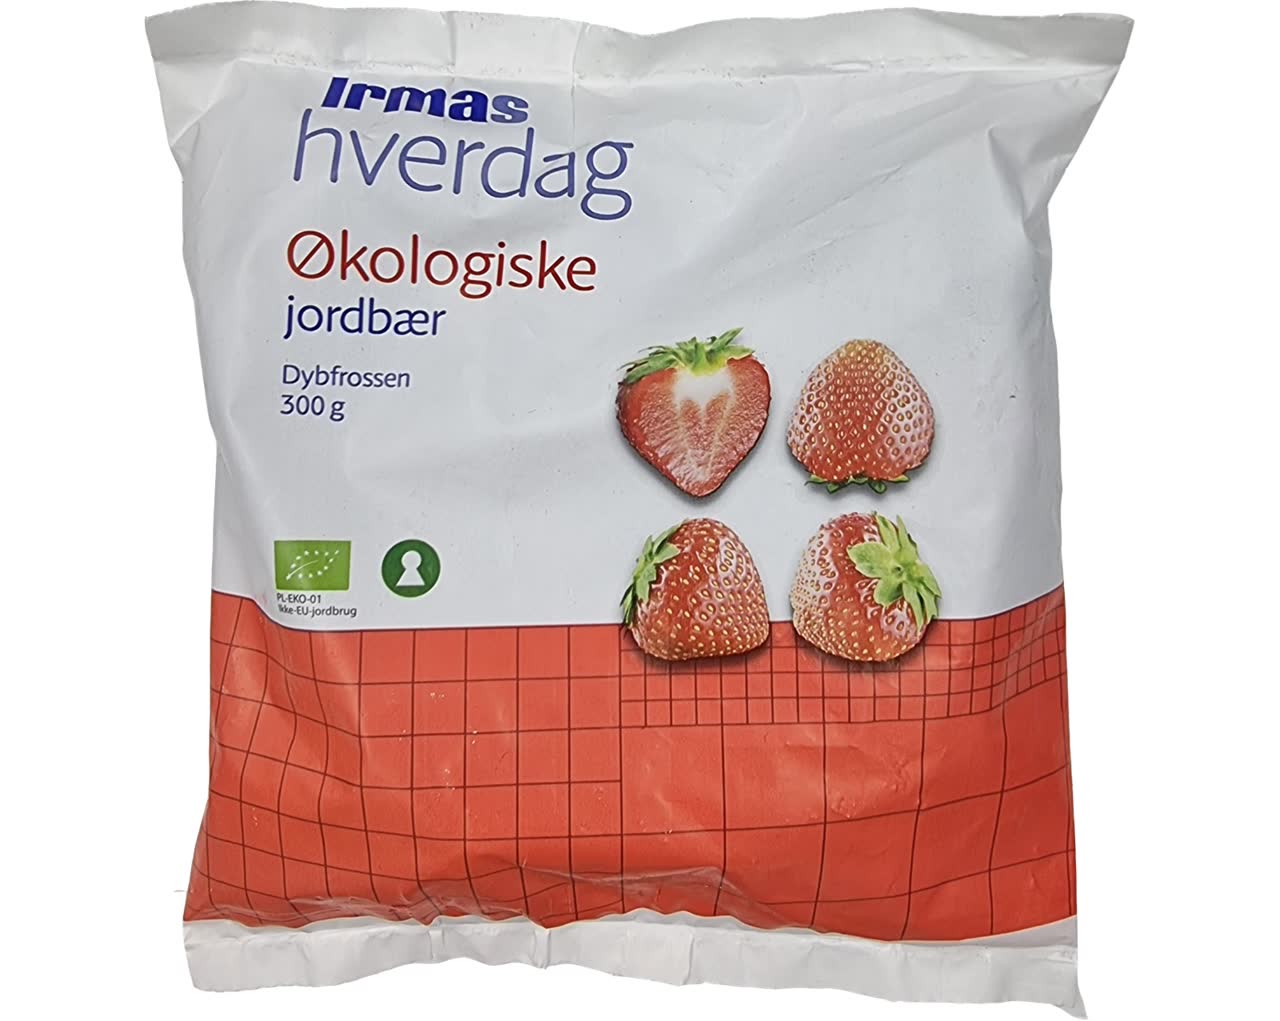 Irmas
hverdag
Økologiske
jordbær
Dybfrossen
300 g
PL-EKO-01
Ikke-EU-jordbrug